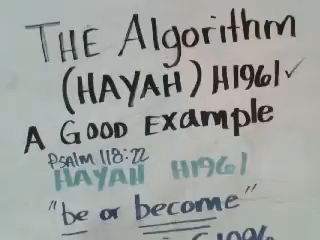 THE Algorithm
(HAYAH) H1961✓
A GOOD Example
Psalm 118:22
HAYAH H1961
"be or become"